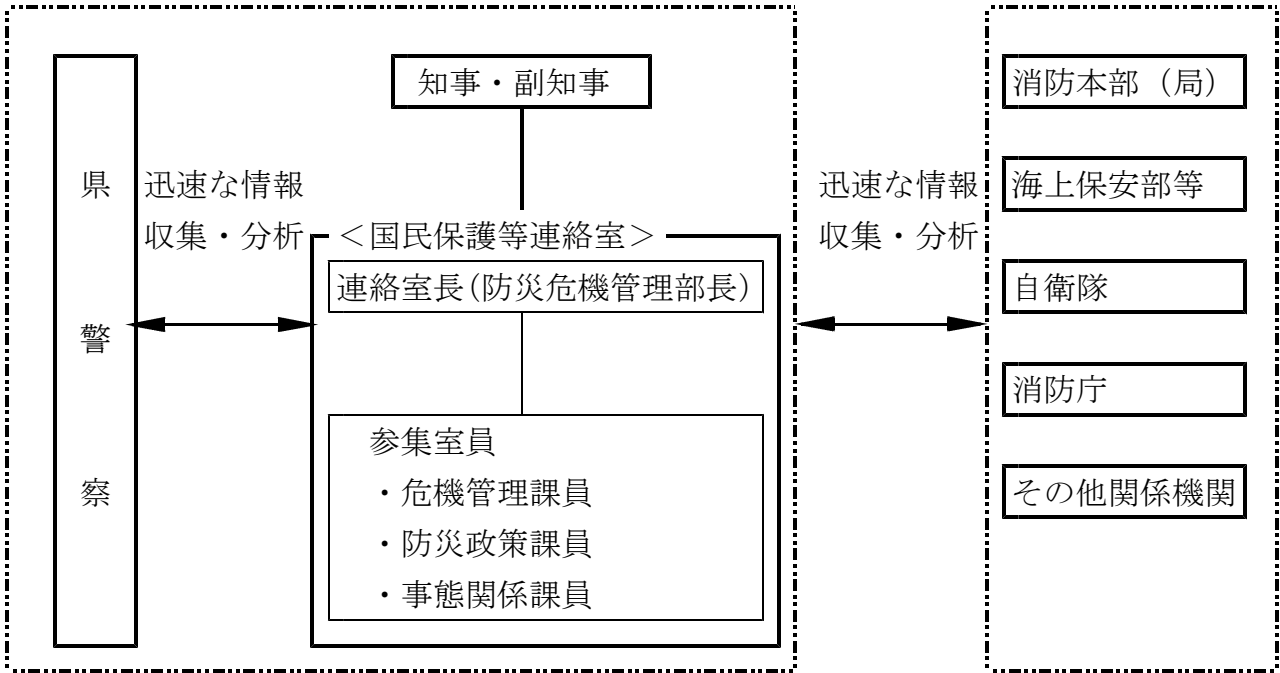 知事・副知事
県警察
迅速な情報
収集・分析
＜国民保護等連絡室＞
連絡室長(防災危機管理部長)
参集室員
・危機管理課員
・防災政策課員
・事態関係課員
迅速な情報
収集・分析
消防本部（局）
海上保安部等
自衛隊
消防庁
その他関係機関